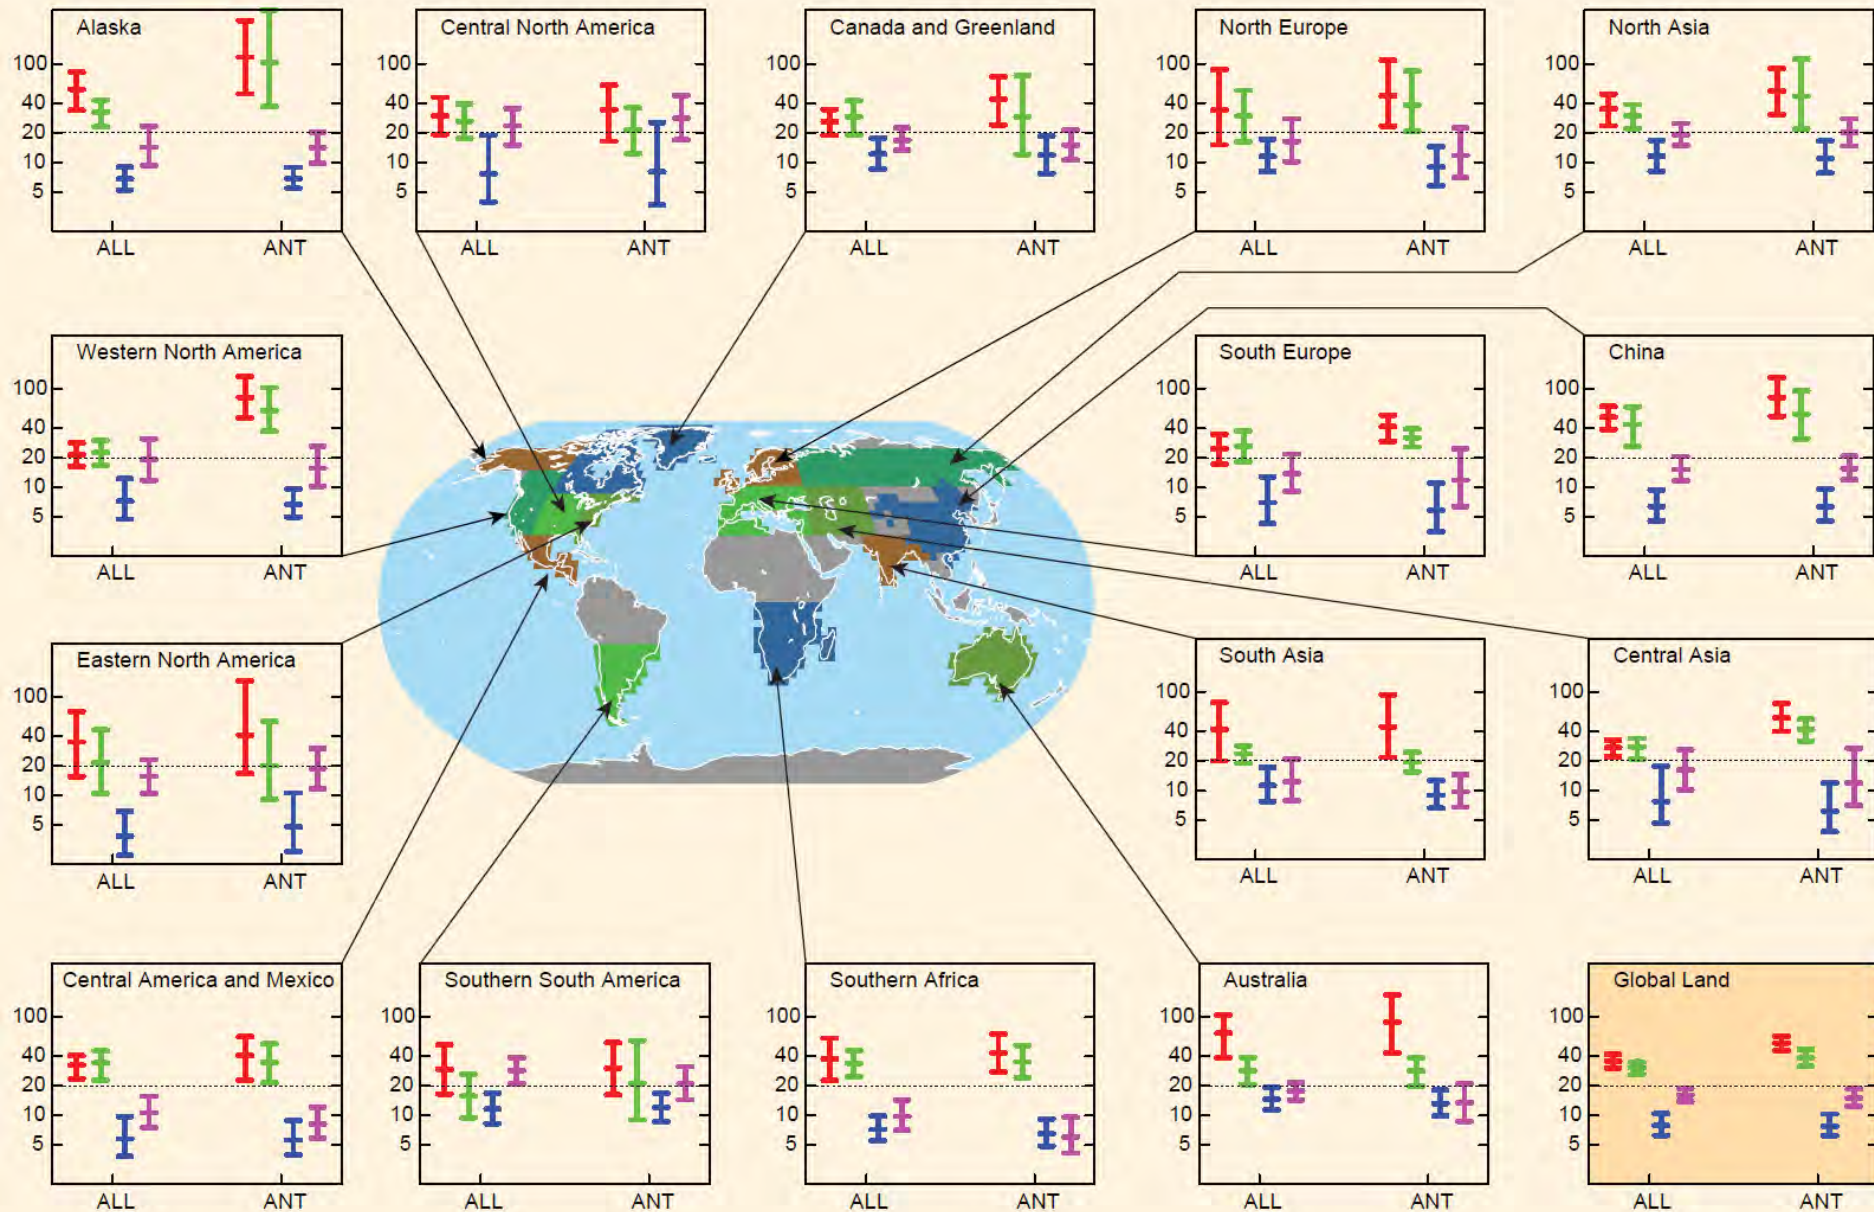 Alaska
100
40
20
10
5
ALL
ANT
Central North America
100
40
20
10
5
ALL
ANT
Canada and Greenland
100
40
20
10
5
ALL
ANT
North Europe
100
40
20
10
5
ALL
ANT
North Asia
100
40
20
10
5
ALL
ANT
Western North America
100
40
20
10
5
ALL
ANT
South Europe
100
40
20
10
5
ALL
ANT
China
100
40
20
10
5
ALL
ANT
Eastern North America
100
40
20
10
5
ALL
ANT
South Asia
100
40
20
10
5
ALL
ANT
Central Asia
100
40
20
10
5
ALL
ANT
Central America and Mexico
100
40
20
10
5
ALL
ANT
Southern South America
100
40
20
10
5
ALL
ANT
Southern Africa
100
40
20
10
5
ALL
ANT
Australia
100
40
20
10
5
ALL
ANT
Global Land
100
40
20
10
5
ALL
ANT